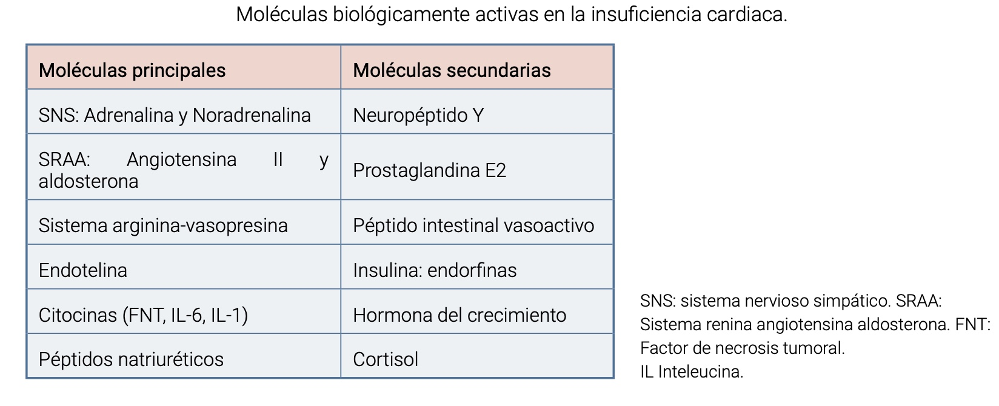 Moléculas biológicamente activas en la insuficiencia cardiaca.
Moléculas principales
Moléculas secundarias
SNS: Adrenalina y Noradrenalina
Neuropéptido Y
SRAA: Angiotensina II y
aldosterona
Prostaglandina E2
Sistema arginina-vasopresina
Péptido intestinal vasoactivo
Endotelina
Insulina: endorfinas
Citocinas (FNT, IL-6, IL-1)
Hormona del crecimiento
Péptidos natriuréticos
Cortisol
SNS: sistema nervioso simpático. SRAA:
Sistema renina angiotensina aldosterona. FNT:
Factor de necrosis tumoral.
IL Inteleucina.